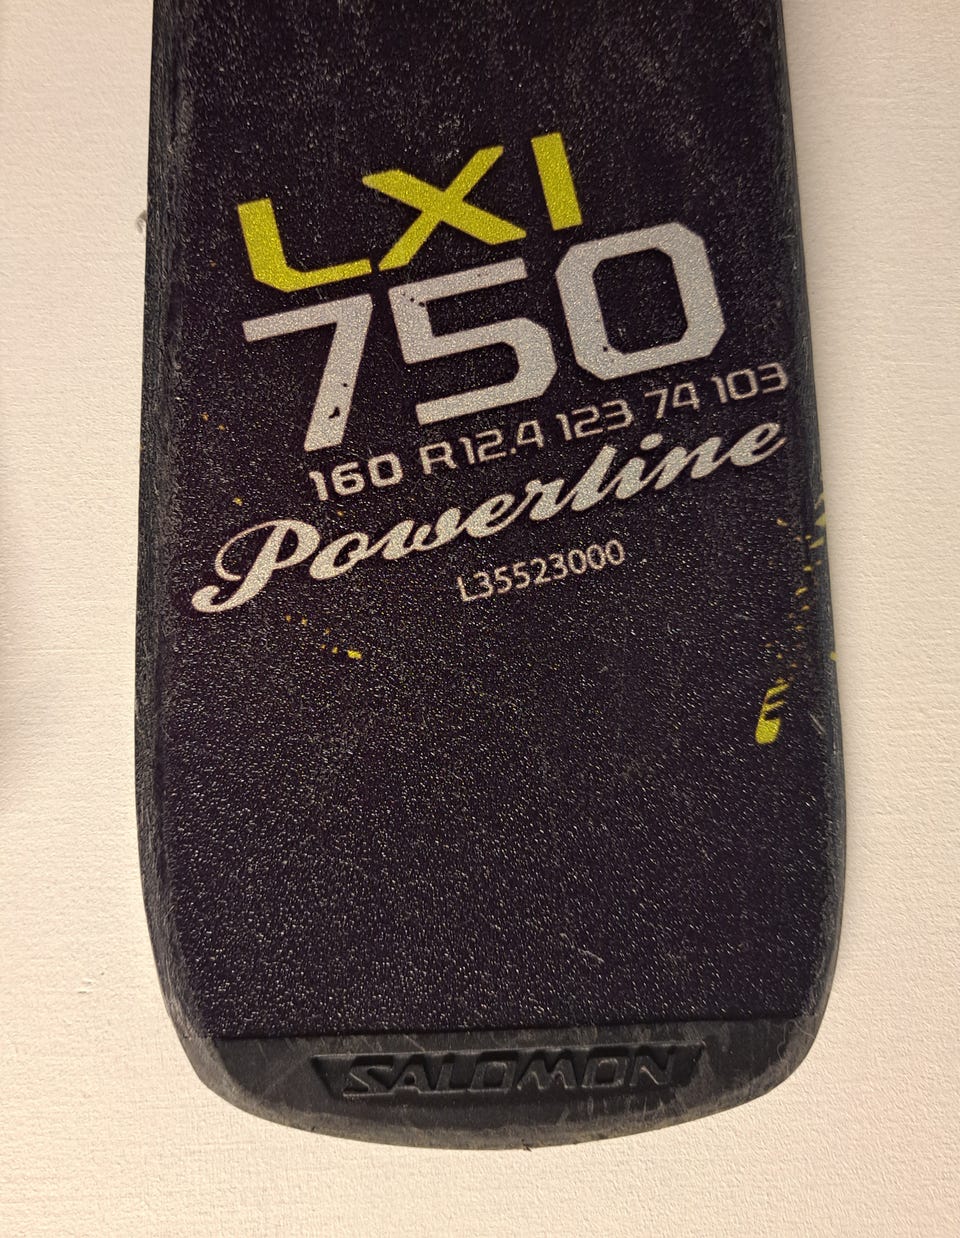 LXI
750
160 R12.4 123 74 103
Powerline
L35523000
SALOMON